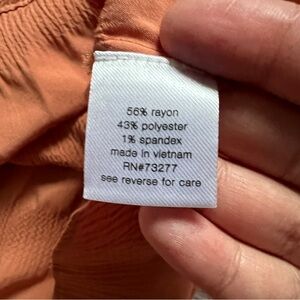 56% rayon
43% polyester
1% spandex
made in vietnam
RN#73277
see reverse for care